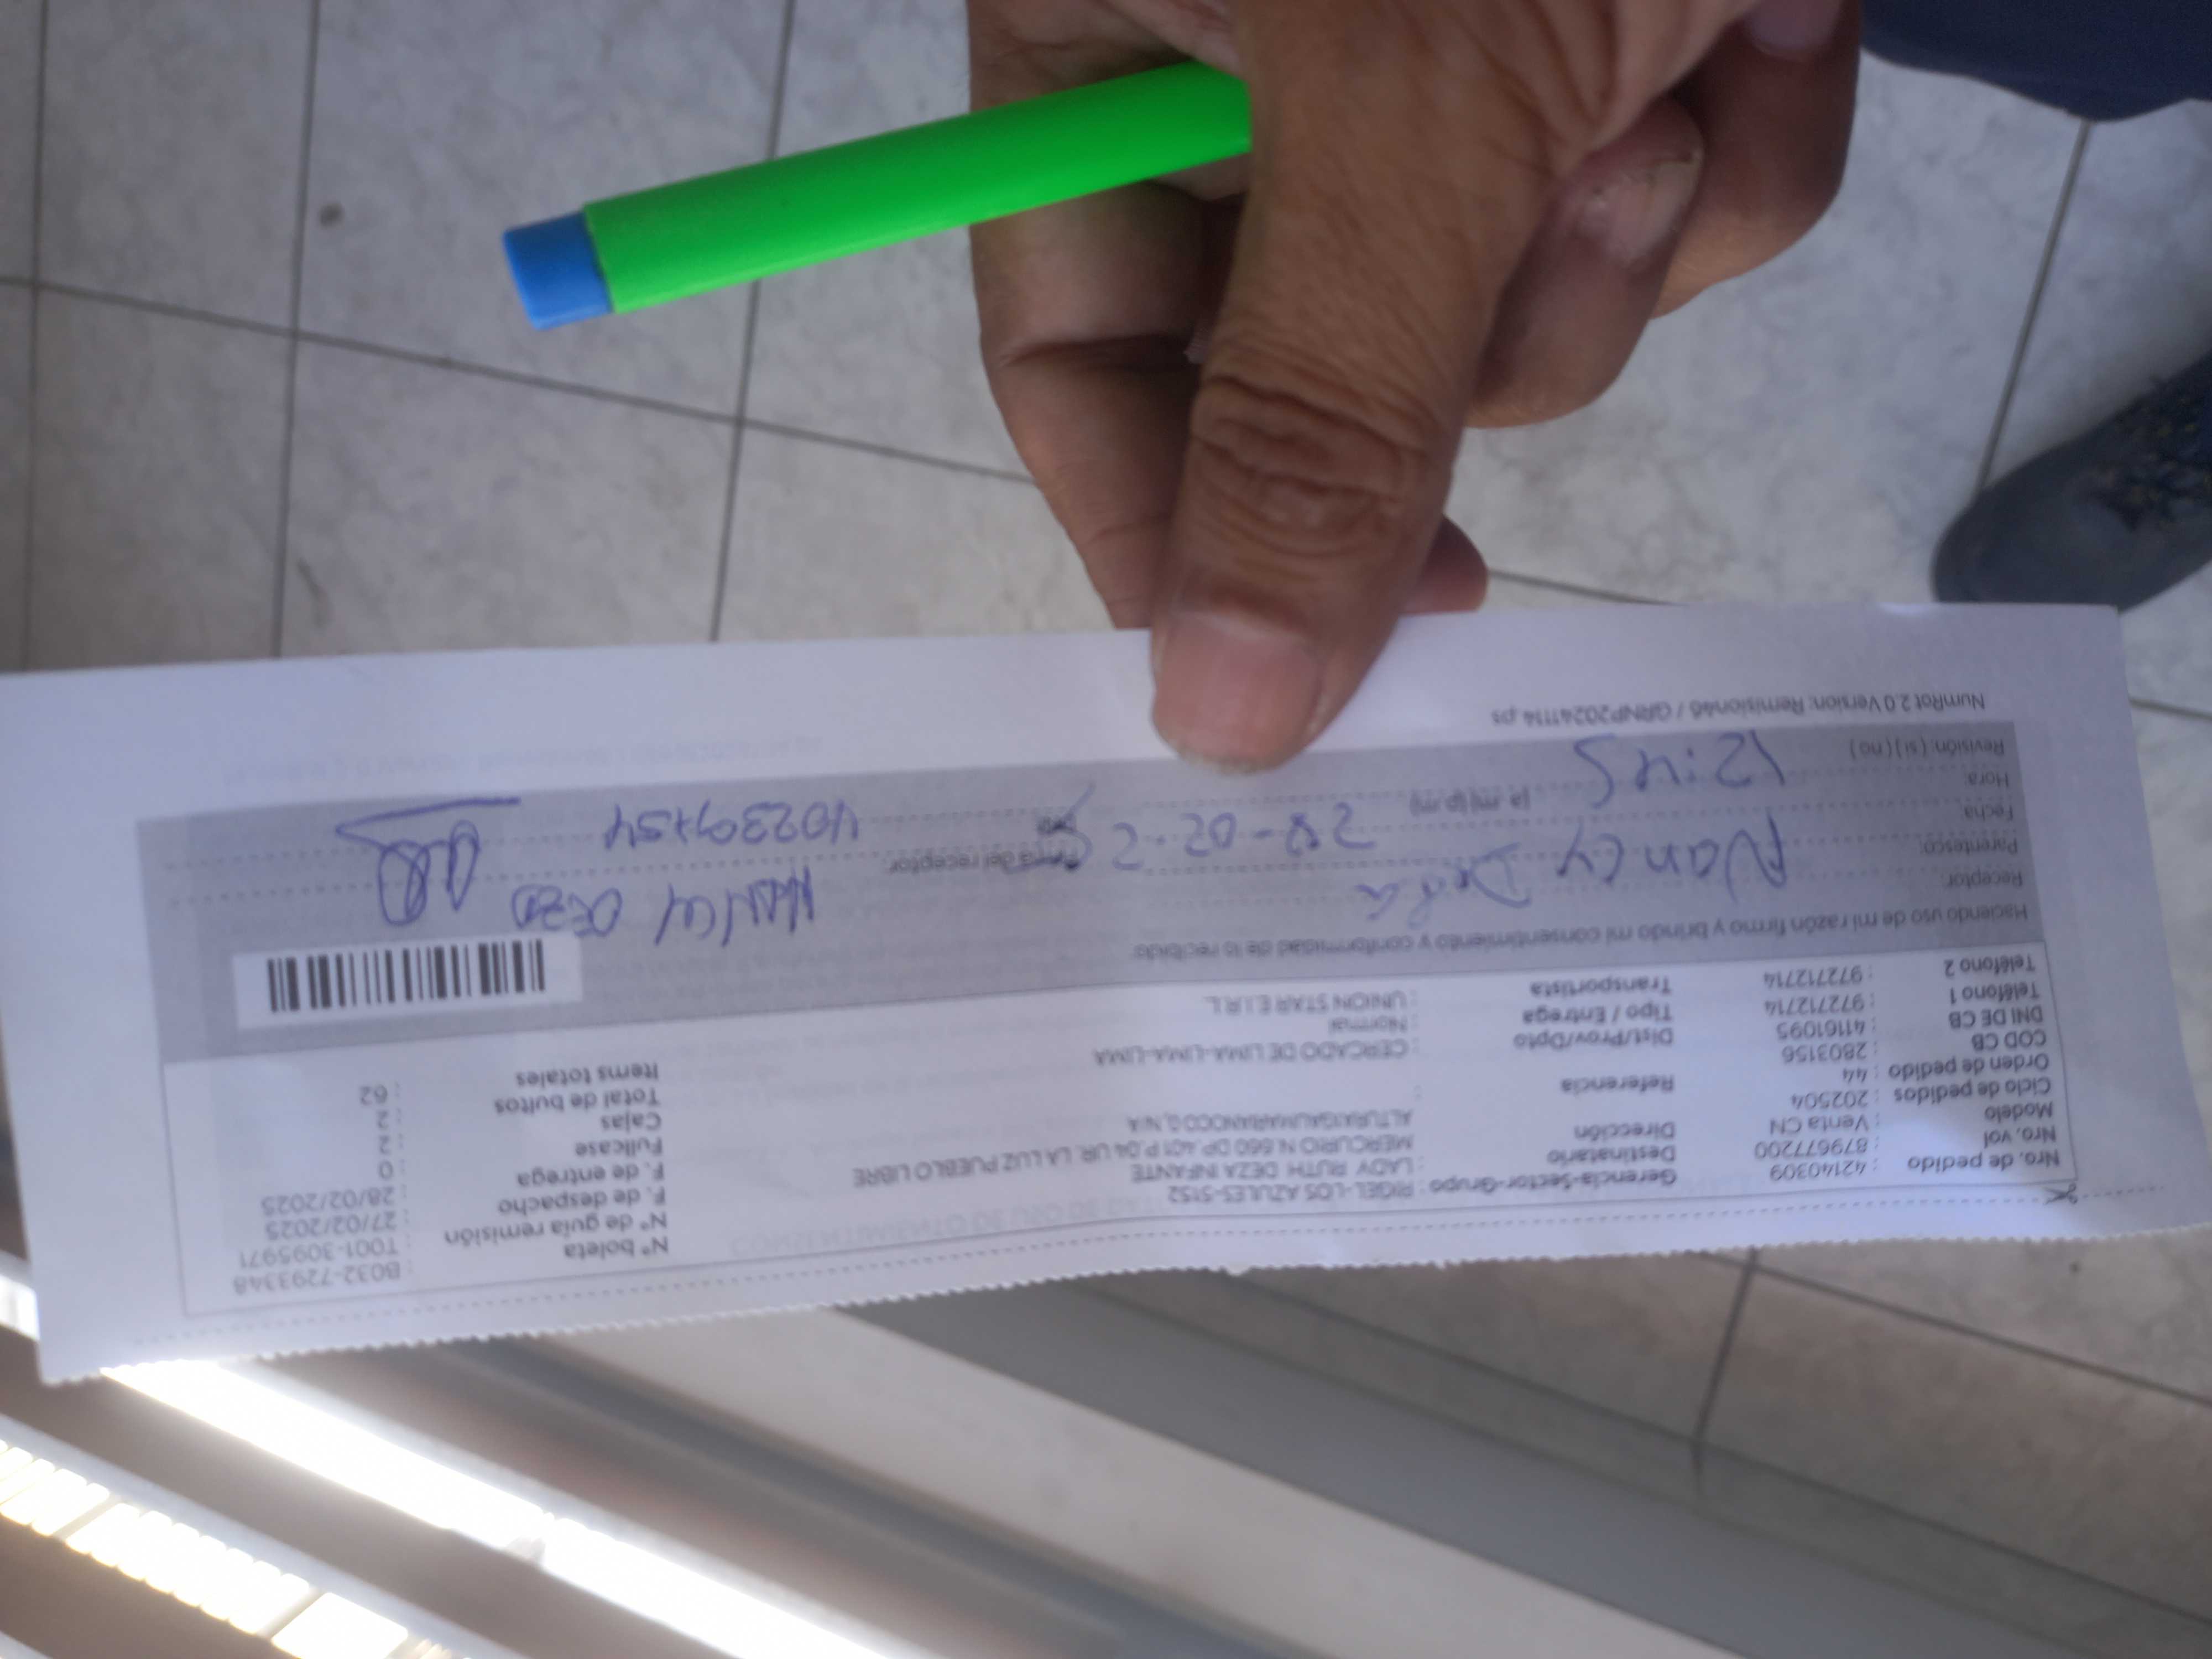 Nro. de pedido : 42140309
Nro. vol : 879677200
Modelo : Venta CN
Ciclo de pedidos : 202504
Orden de pedido : 44
COD CB : 2803156
DNI DE CB : 41161095
Teléfono 1 : 972712714
Teléfono 2 : 972712714
Gerencia-Sector-Grupo : RIGEL-LOS AZULES-5152
Destinatario : LADY RUTH DEZA INFANTE
Dirección : MERCURIO N.660 DP.401 P.04 UR. LA LUZ PUEBLO LIBRE
Referencia :
Dist/Prov/Dpto : CERCADO DE LIMA-LIMA-LIMA
Tipo / Entrega : Normal
Transportista : UNION STAR E.I.R.L.
N° boleta : B032-7293348
N° de guía remisión : T001-3095971
F. de despacho : 27/02/2025
F. de entrega : 28/02/2025
Fullcase : 0
Cajas : 2
Total de bultos : 2
Items totales : 62
Haciendo uso de mi razón firmo y brindo mi consentimiento y conformidad de lo recibido:
Receptor:
Parentesco: Nancy Deza
Fecha: 28-02-2
Hora: 12:45 (a.m) (p.m)
Revisión: (si) (no)
del receptor
NANCY DEZA
NumRot 2.0 Version: Remision46 / GRNP20241114.ps